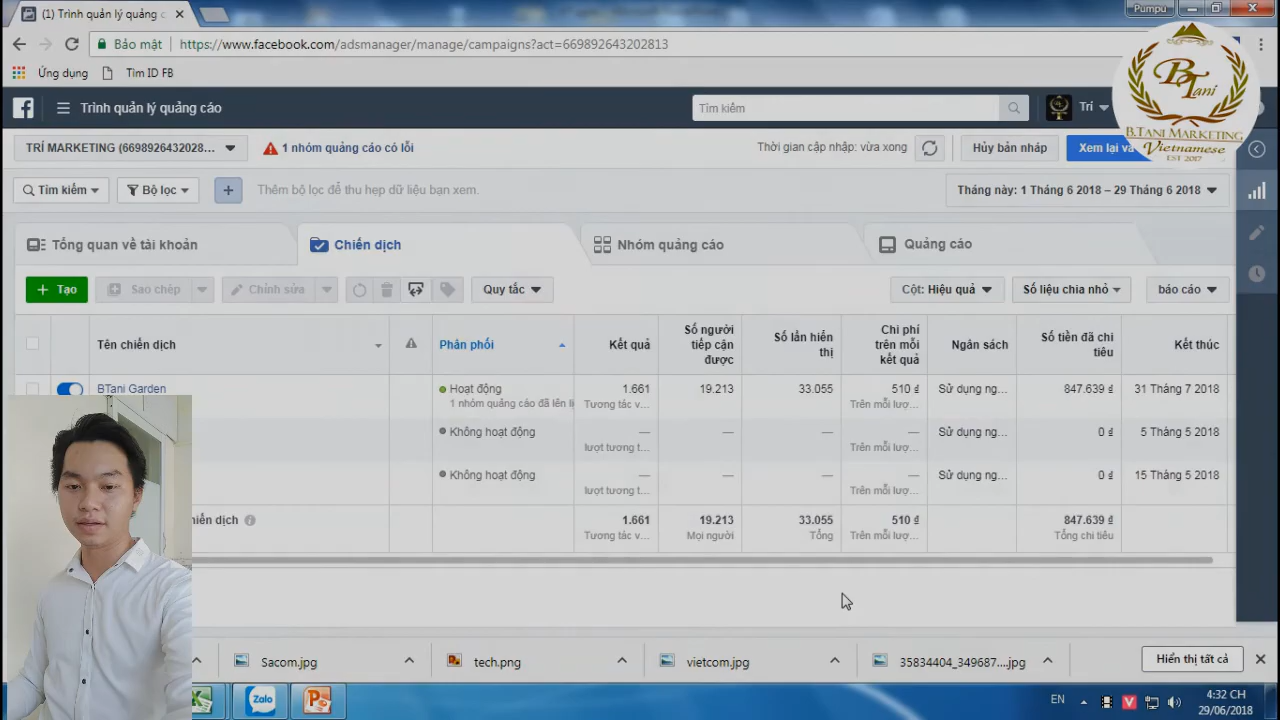 Pumpu
(1) Trình quản lý quảng c
Bảo mật
https://www.facebook.com/adsmanager/manage/campaigns?act=669892643202813
Ứng dụng
Tìm ID FB
Trình quản lý quảng cáo
Tìm kiếm
Trí
BTani
B.TANI MARKETING
Vietnamese
EST 2017
TRÍ MARKETING (6698926432028...
1 nhóm quảng cáo có lỗi
Thời gian cập nhập: vừa xong
Hủy bản nháp
Xem lại và
Tìm kiếm
Bộ lọc
Thêm bộ lọc để thu hẹp dữ liệu bạn xem.
Tháng này: 1 Tháng 6 2018 – 29 Tháng 6 2018
Tổng quan về tài khoản
Chiến dịch
Nhóm quảng cáo
Quảng cáo
+ Tạo
Sao chép
Chỉnh sửa
Quy tắc
Cột: Hiệu quả
Số liệu chia nhỏ
báo cáo
Tên chiến dịch
Phân phối
Kết quả
Số người tiếp cận được
Số lần hiển thị
Chi phí trên mỗi kết quả
Ngân sách
Số tiền đã chi tiêu
Kết thúc
BTani Garden
Hoạt động
1.661
19.213
33.055
510 ₫
Sử dụng ng...
847.639 ₫
31 Tháng 7 2018
1 nhóm quảng cáo đã lên lị
Tương tác v...
Trên mỗi lượ...
Không hoạt động
—
—
—
—
Sử dụng ng...
0 ₫
5 Tháng 5 2018
lượt tương t...
Trên mỗi lượ...
Không hoạt động
—
—
—
—
Sử dụng ng...
0 ₫
15 Tháng 5 2018
lượt tương t...
Trên mỗi lượ...
hiến dịch
1.661
19.213
33.055
510 ₫
847.639 ₫
Tương tác v...
Mọi người
Tổng
Trên mỗi lượ...
Tổng chi tiêu
Sacom.jpg
tech.png
vietcom.jpg
35834404_349687....jpg
Hiển thị tất cả
Zalo
EN
4:32 CH
29/06/2018